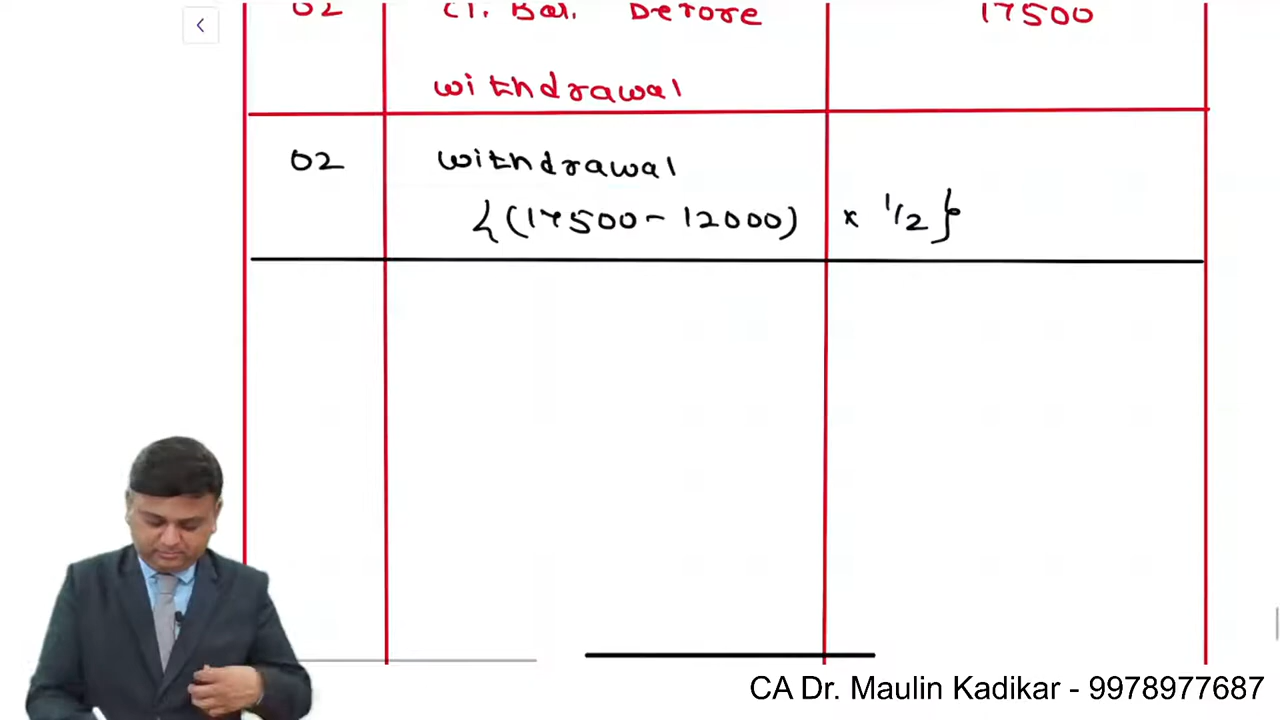 02 Cl. Bal. Before 17500
withdrawal
02 withdrawal
{(17500 - 12000) x 1/2}
CA Dr. Maulin Kadikar - 9978977687